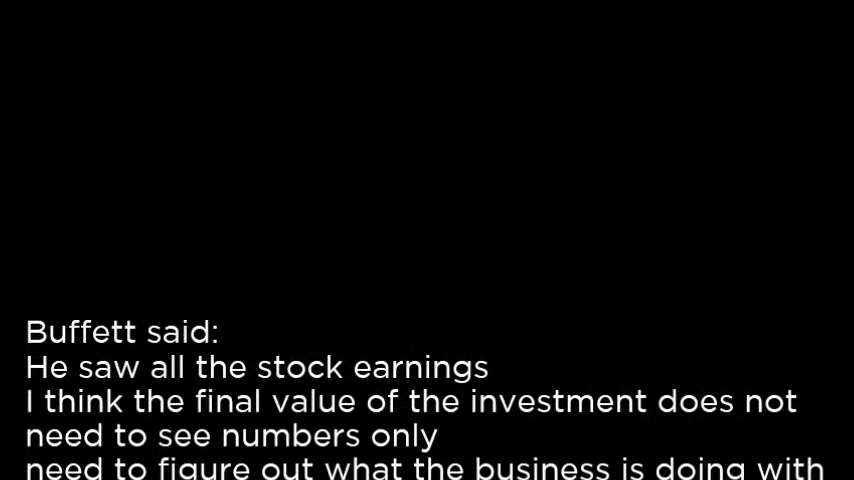 Buffett said:
He saw all the stock earnings
I think the final value of the investment does not
need to see numbers only
need to figure out what the business is doing with